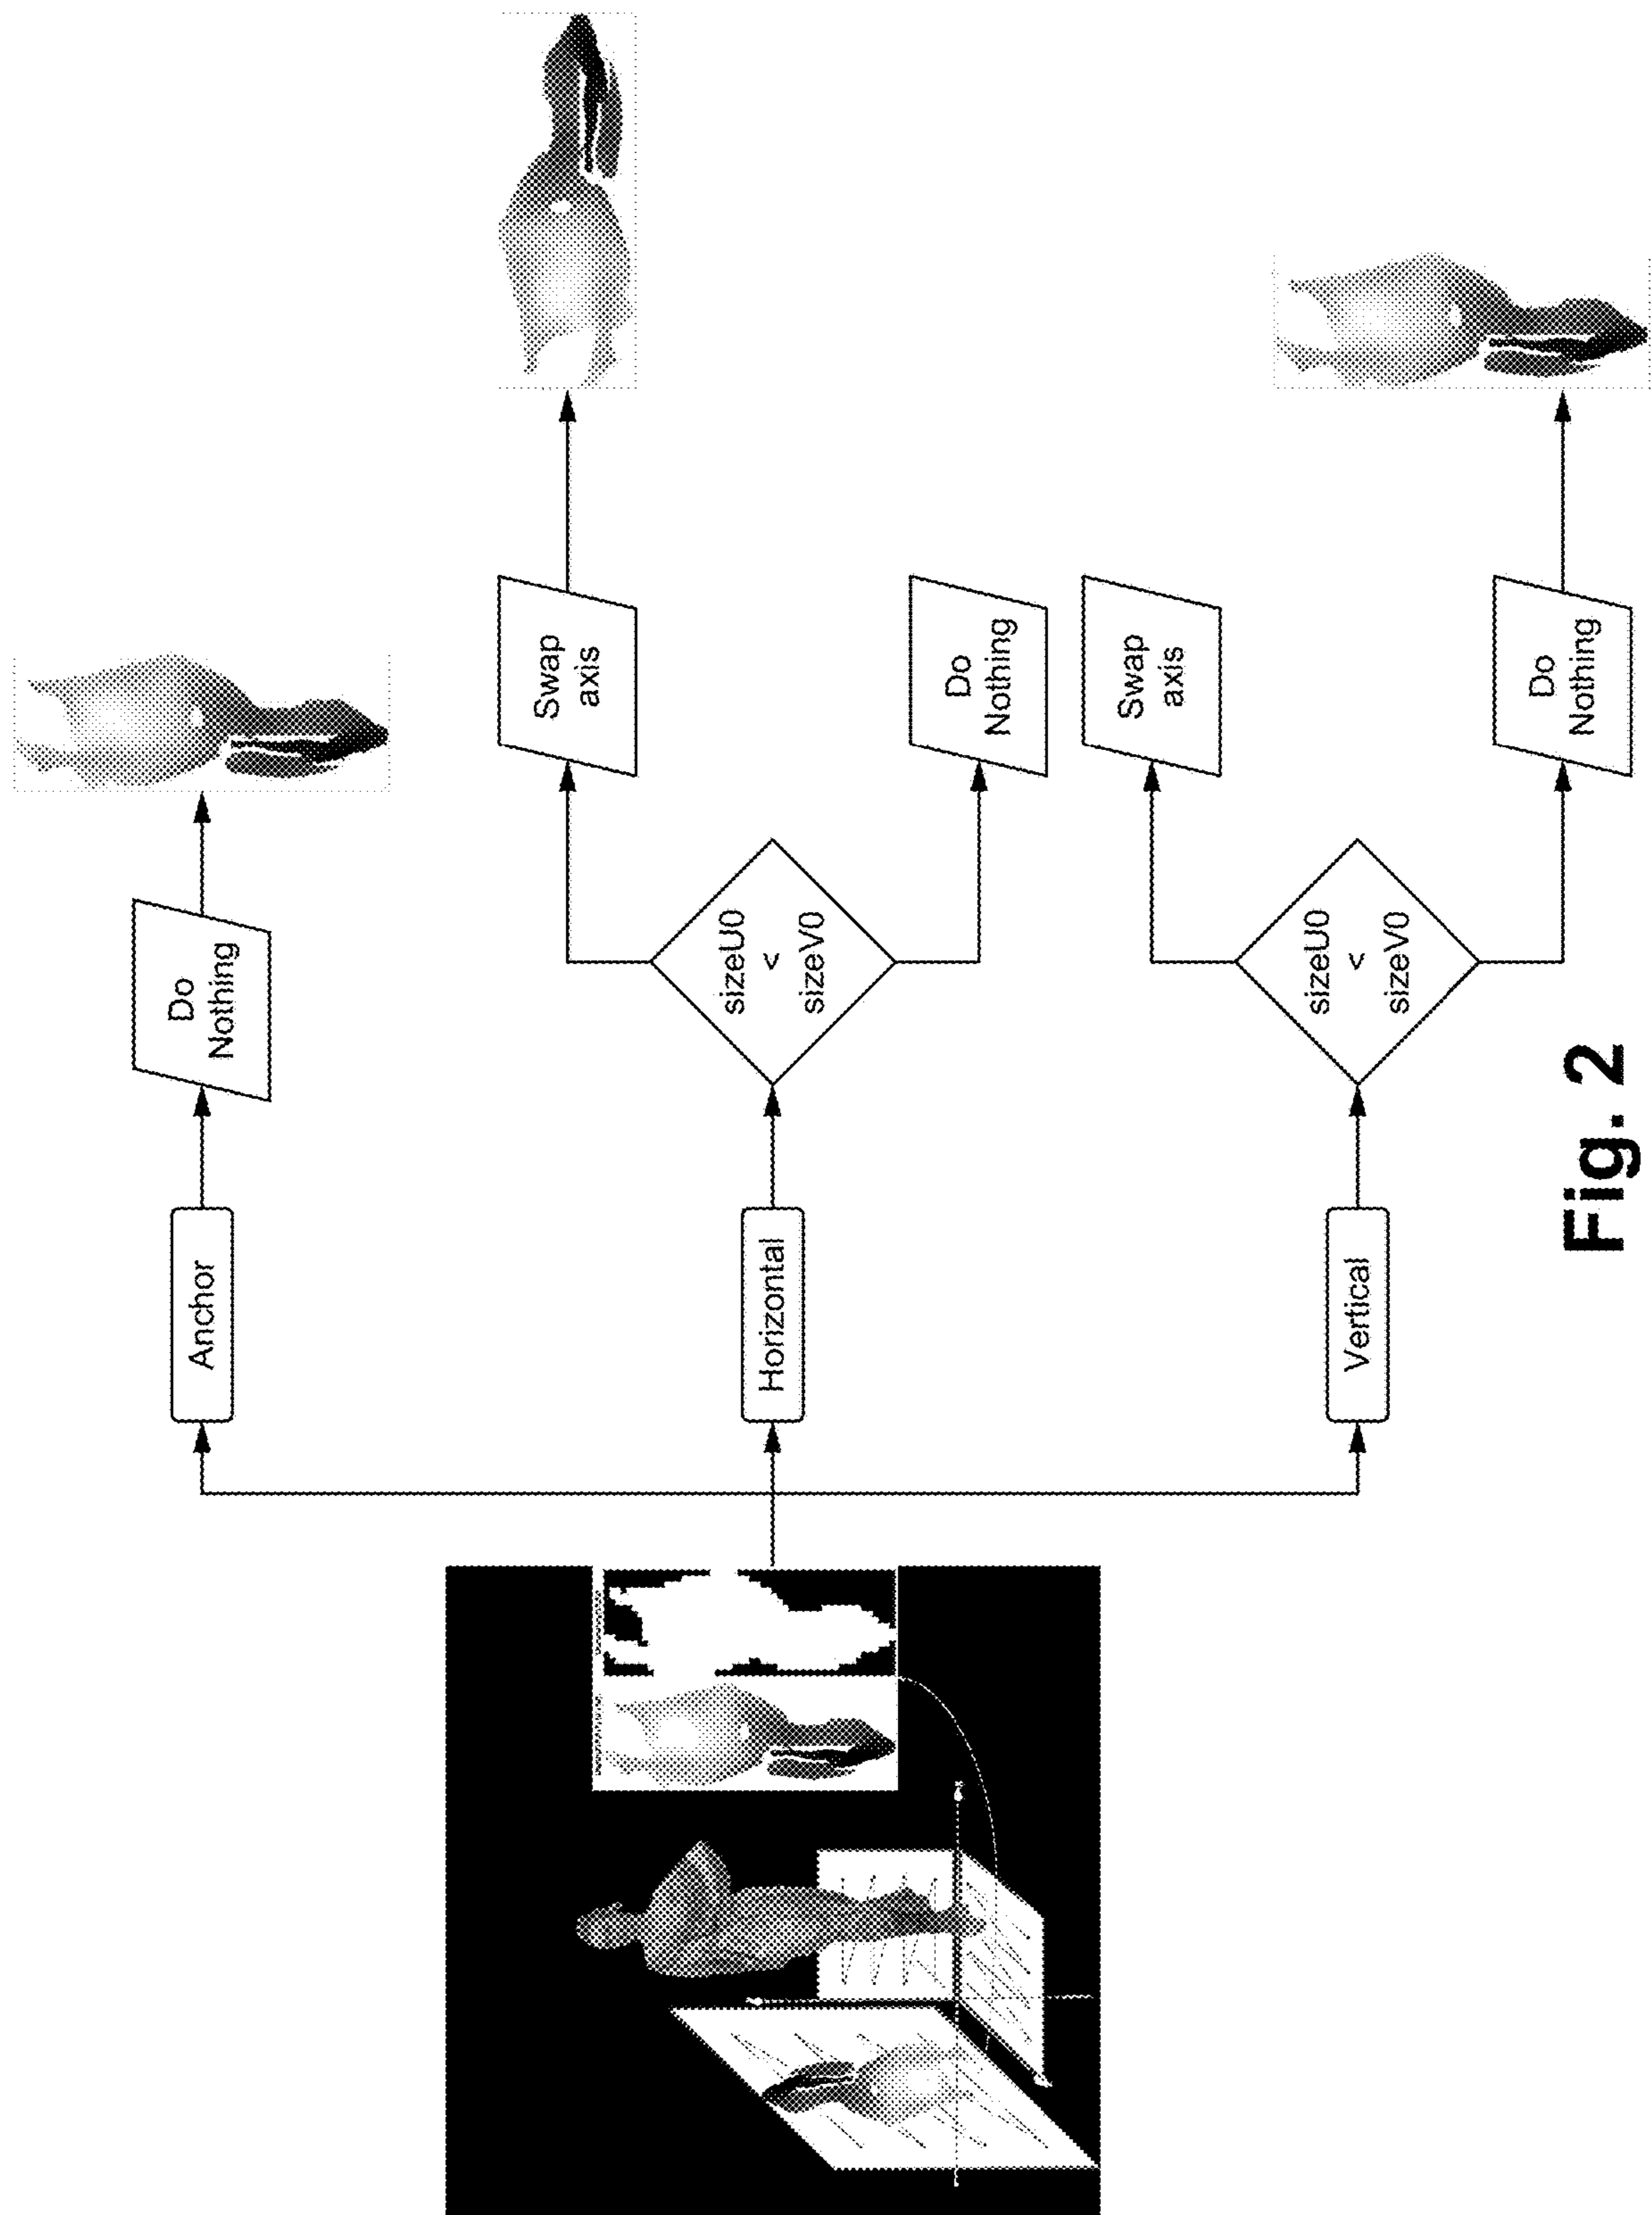 Anchor
Do
Nothing
Horizontal
sizeU0
<
sizeV0
Swap
axis
Do
Nothing
Vertical
sizeU0
<
sizeV0
Swap
axis
Do
Nothing
Fig. 2